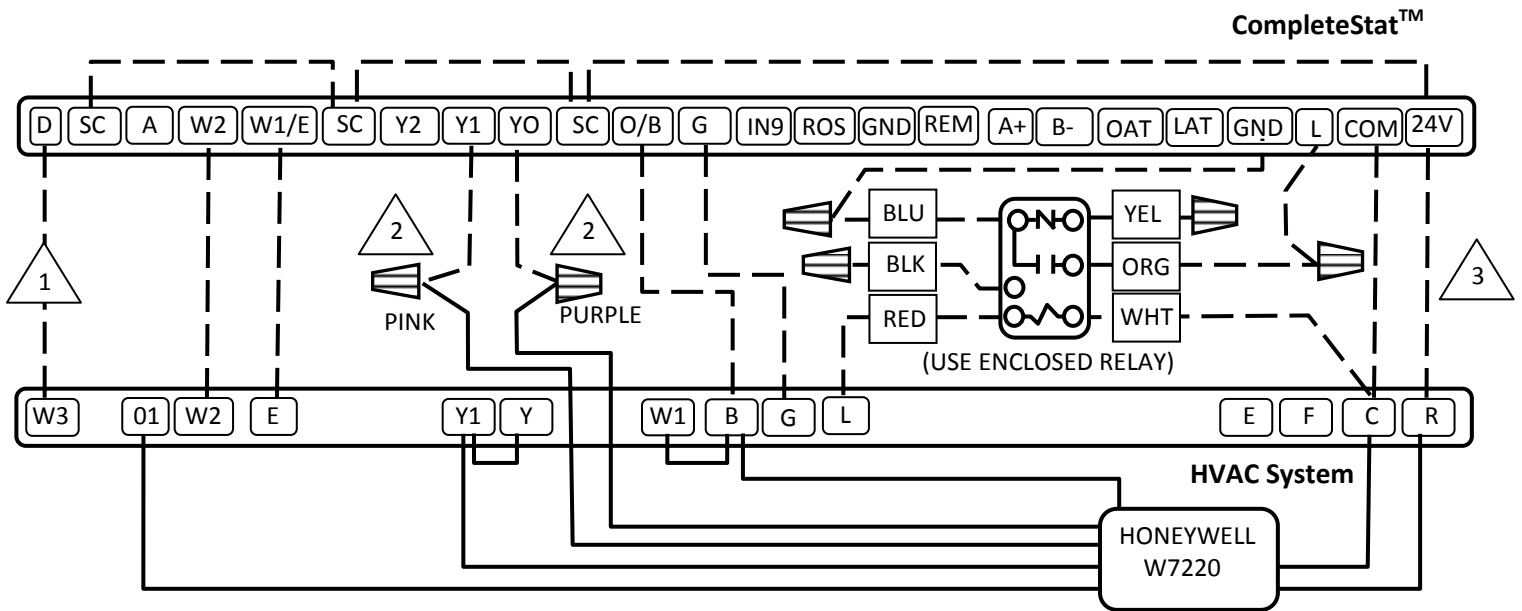 CompleteStat™
D SC A W2 W1/E SC Y2 Y1 YO SC O/B G IN9 ROS GND REM A+ B- OAT LAT GND L COM 24V
BLU YEL
2 2
BLK ORG
1 3
PINK PURPLE RED WHT
(USE ENCLOSED RELAY)
W3 01 W2 E Y1 Y W1 B G L E F C R
HVAC System
HONEYWELL
W7220